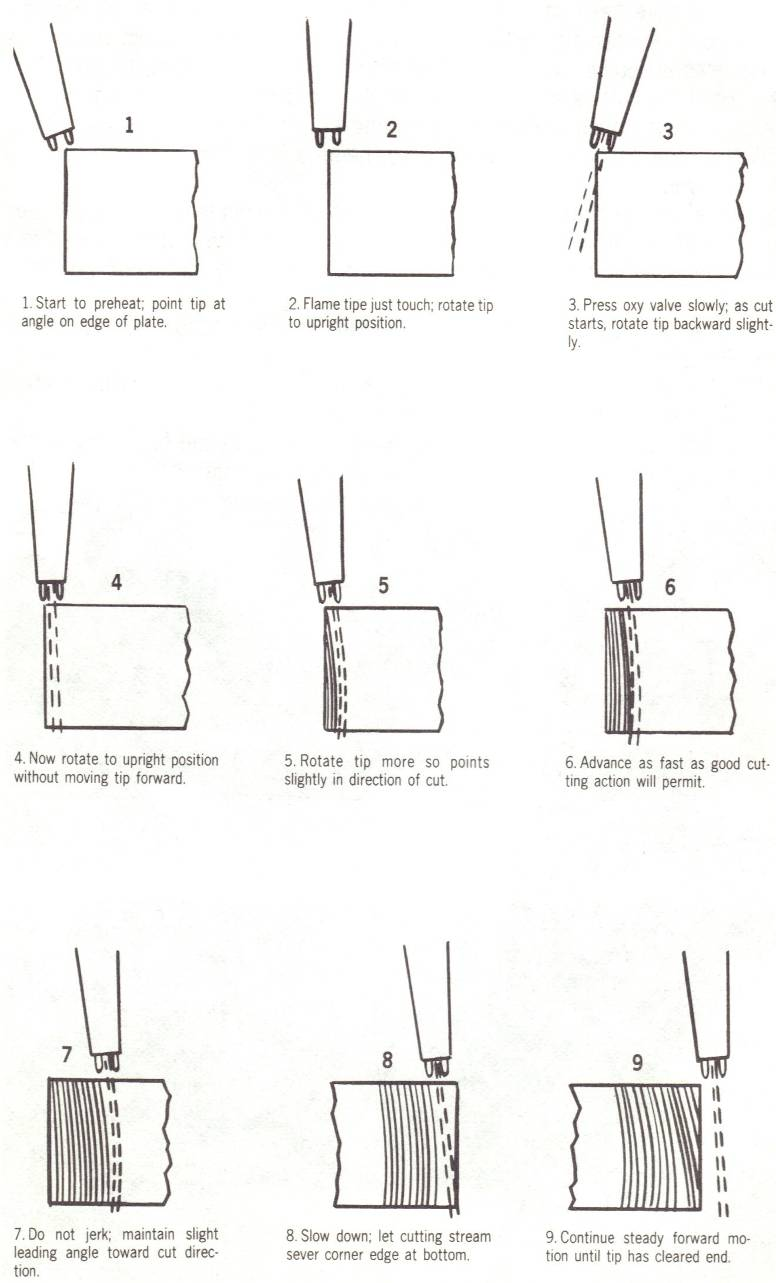 1
2
3
1. Start to preheat; point tip at
angle on edge of plate.
2. Flame tipe just touch; rotate tip
to upright position.
3. Press oxy valve slowly; as cut
starts, rotate tip backward slight-
ly.
4
5
6
4. Now rotate to upright position
without moving tip forward.
5. Rotate tip more so points
slightly in direction of cut.
6. Advance as fast as good cut-
ting action will permit.
7
8
9
7. Do not jerk; maintain slight
leading angle toward cut direc-
tion.
8. Slow down; let cutting stream
sever corner edge at bottom.
9. Continue steady forward mo-
tion until tip has cleared end.